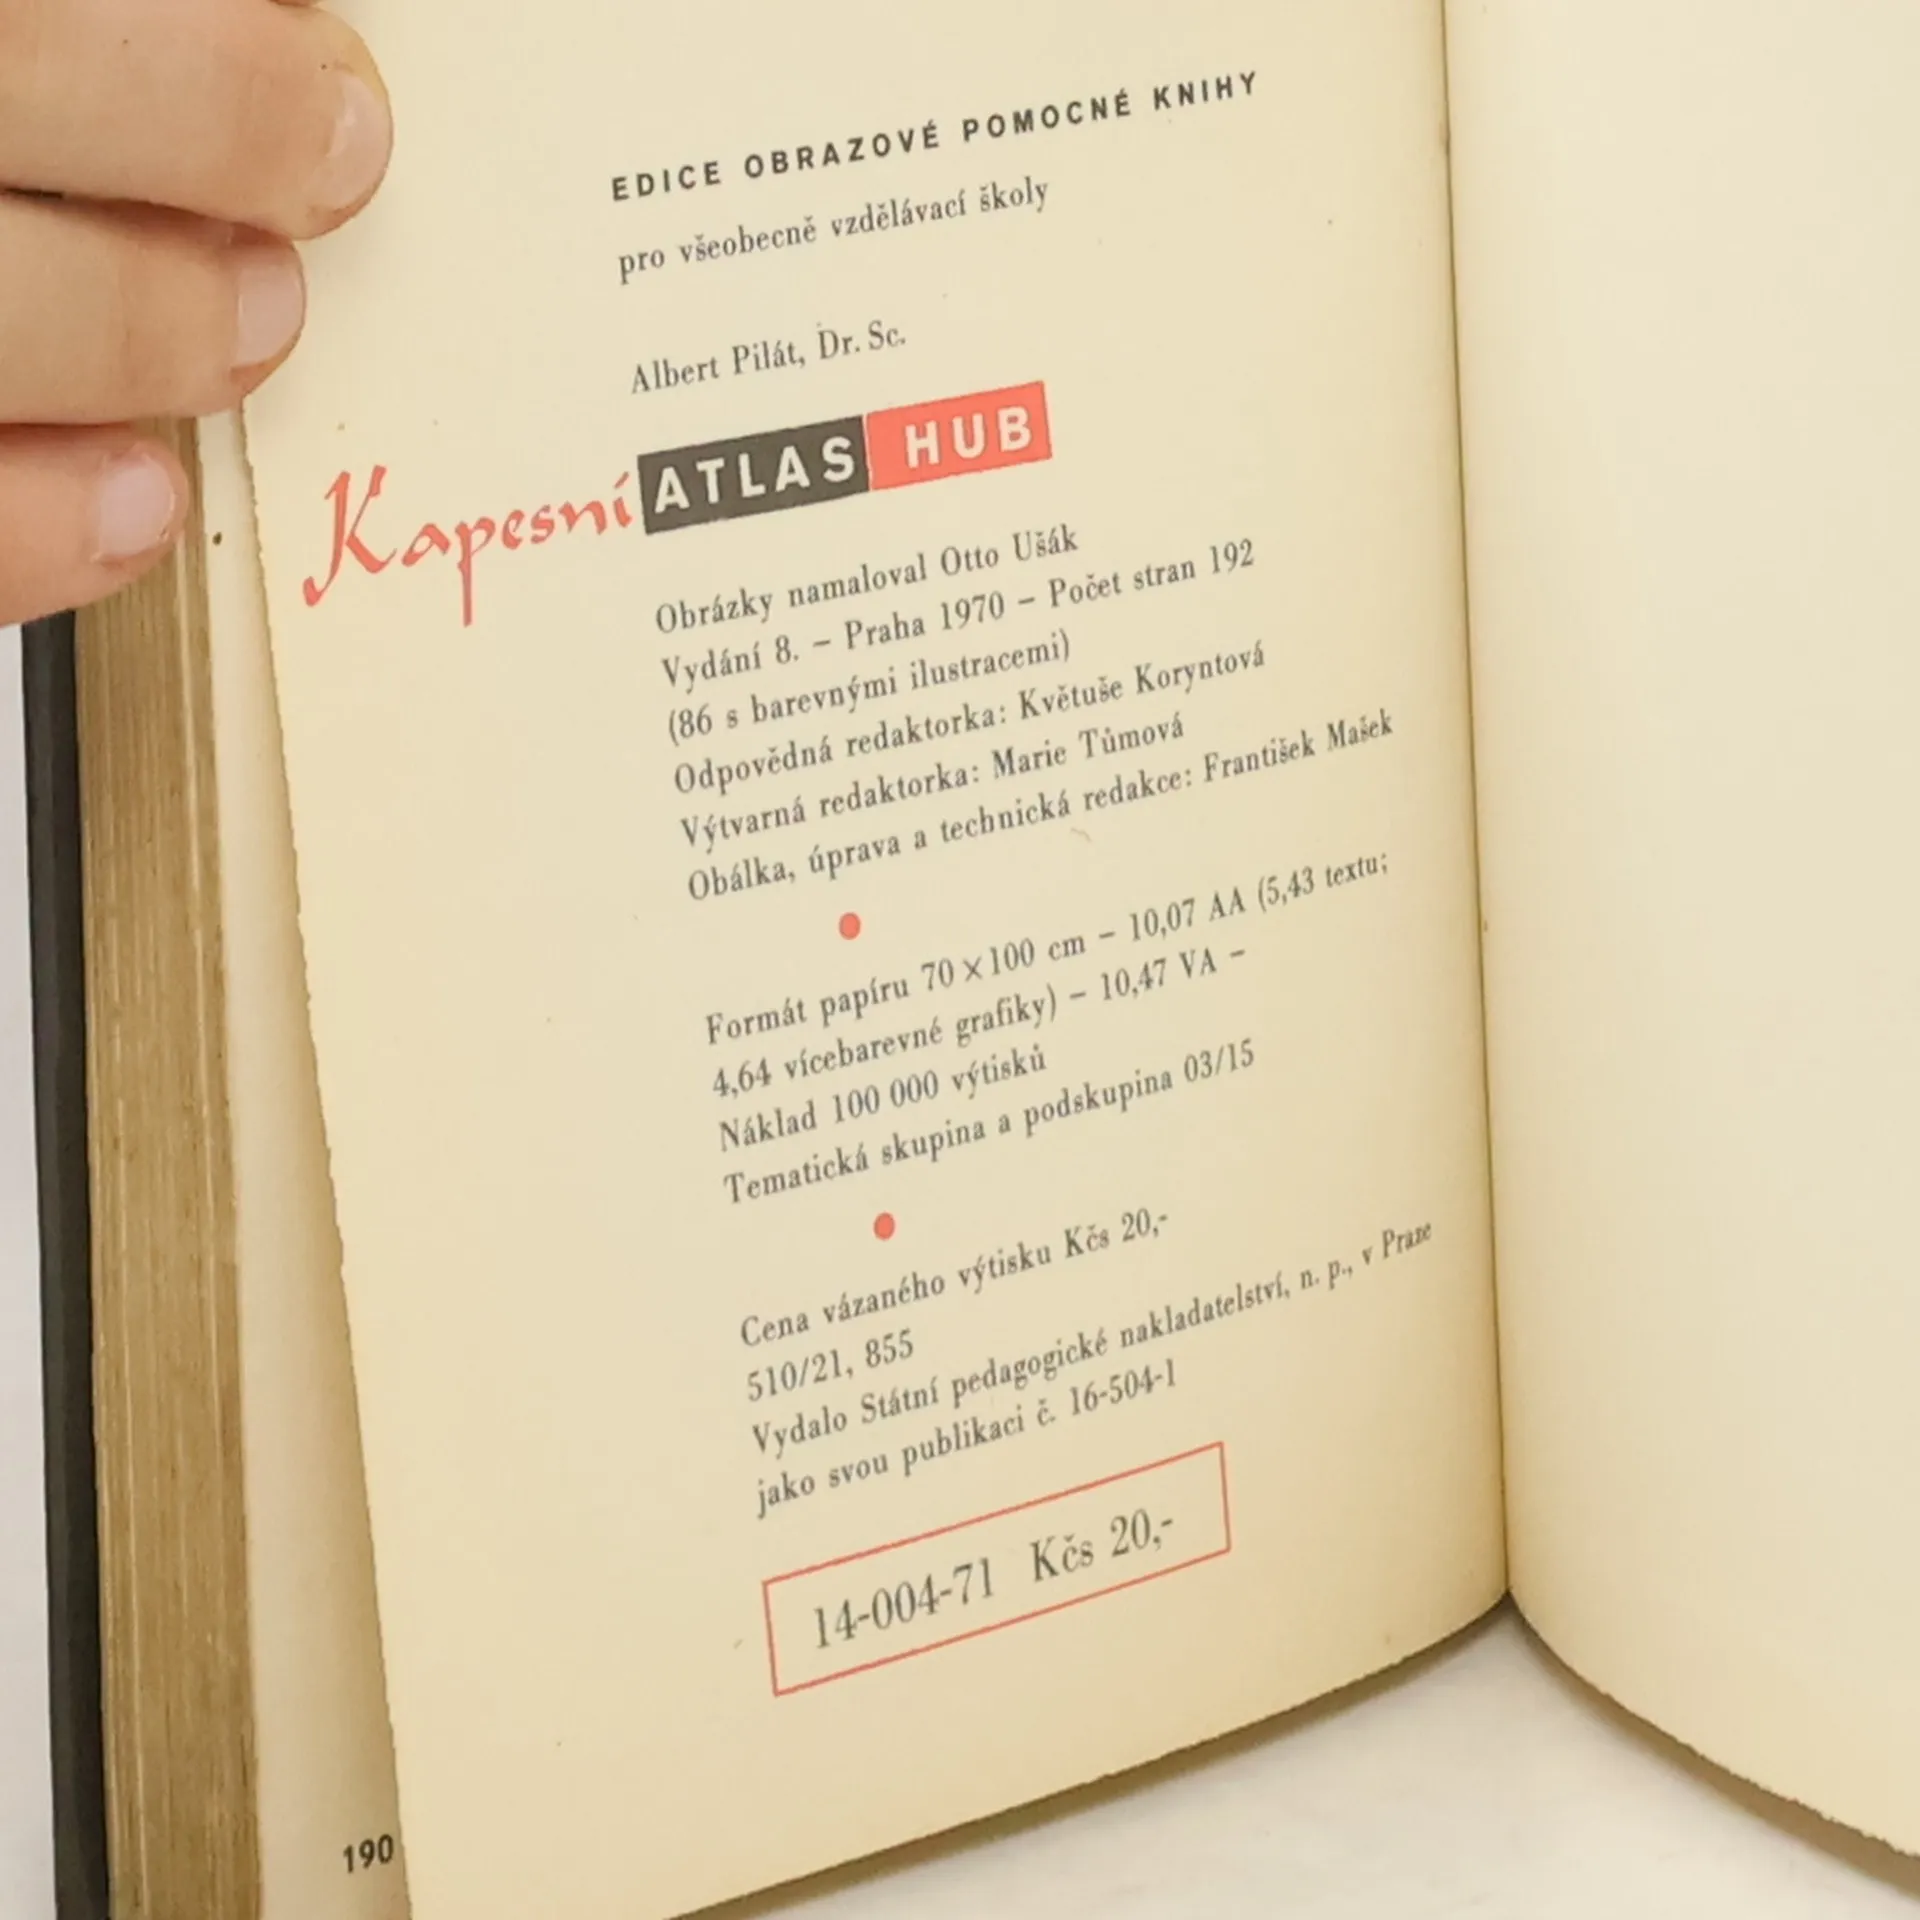 EDICE OBRAZOVÉ POMOCNÉ KNIHY
pro všeobecně vzdělávací školy
Albert Pilát, Dr. Sc.
Kapesní ATLAS HUB
Obrázky namaloval Otto Ušák
Vydání 8. – Praha 1970 – Počet stran 192
(86 s barevnými ilustracemi)
Odpovědná redaktorka: Květuše Koryntová
Výtvarná redaktorka: Marie Tůmová
Obálka, úprava a technická redakce: František Mašek
Formát papíru 70×100 cm – 10,07 AA (5,43 textu;
4,64 vícebarevné grafiky) – 10,47 VA –
Náklad 100 000 výtisků
Tematická skupina a podskupina 03/15
Cena vázaného výtisku Kčs 20,-
510/21, 855
Vydalo Státní pedagogické nakladatelství, n. p., v Praze
jako svou publikaci č. 16-504-1
14-004-71 Kčs 20,-
190